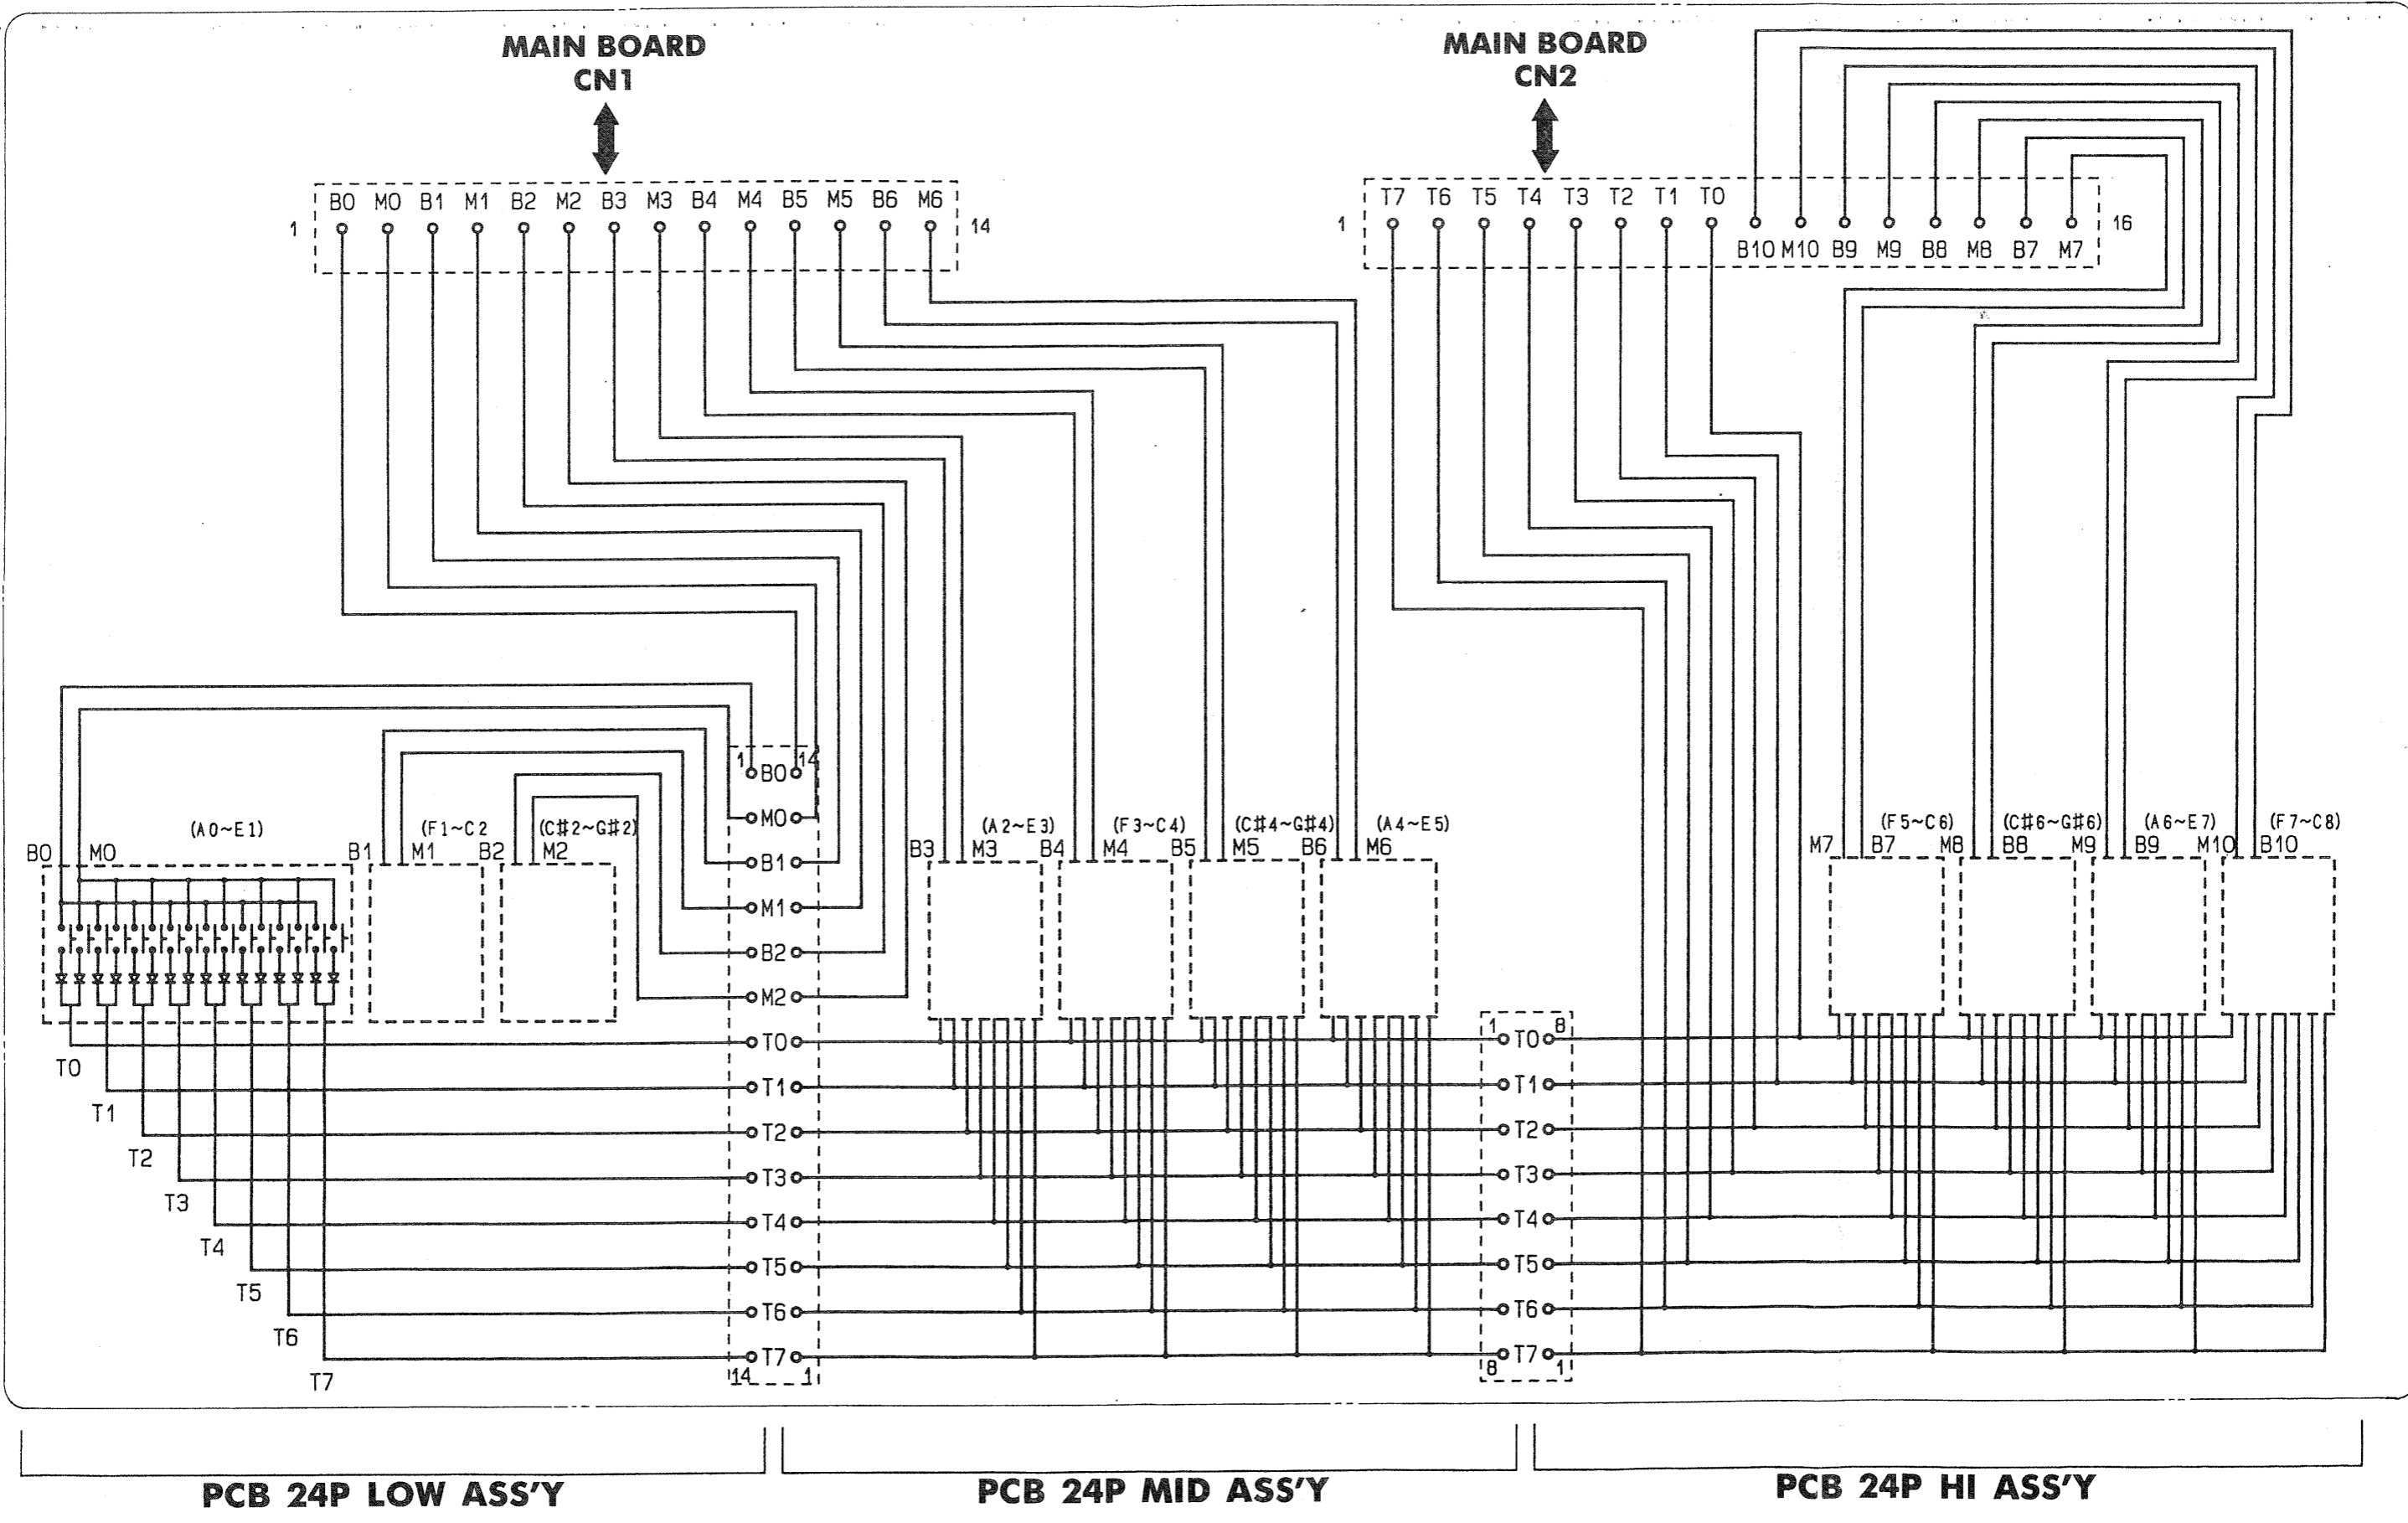 MAIN BOARD
CN1
MAIN BOARD
CN2
1 B0 M0 B1 M1 B2 M2 B3 M3 B4 M4 B5 M5 B6 M6 14
1 T7 T6 T5 T4 T3 T2 T1 T0 16
B10 M10 B9 M9 B8 M8 B7 M7
1 14
B0
M0
B1
M1
B2
M2
T0
T1
T2
T3
T4
T5
T6
T7
14 1
(A0~E1) (F1~C2 (C#2~G#2)
B0 M0 B1 M1 B2 M2
T0
T1
T2
T3
T4
T5
T6
T7
(A2~E3) (F3~C4) (C#4~G#4) (A4~E5)
B3 M3 B4 M4 B5 M5 B6 M6
1 8
T0
T1
T2
T3
T4
T5
T6
T7
8 1
(F5~C6) (C#6~G#6) (A6~E7) (F7~C8)
M7 B7 M8 B8 M9 B9 M10 B10
PCB 24P LOW ASS'Y
PCB 24P MID ASS'Y
PCB 24P HI ASS'Y